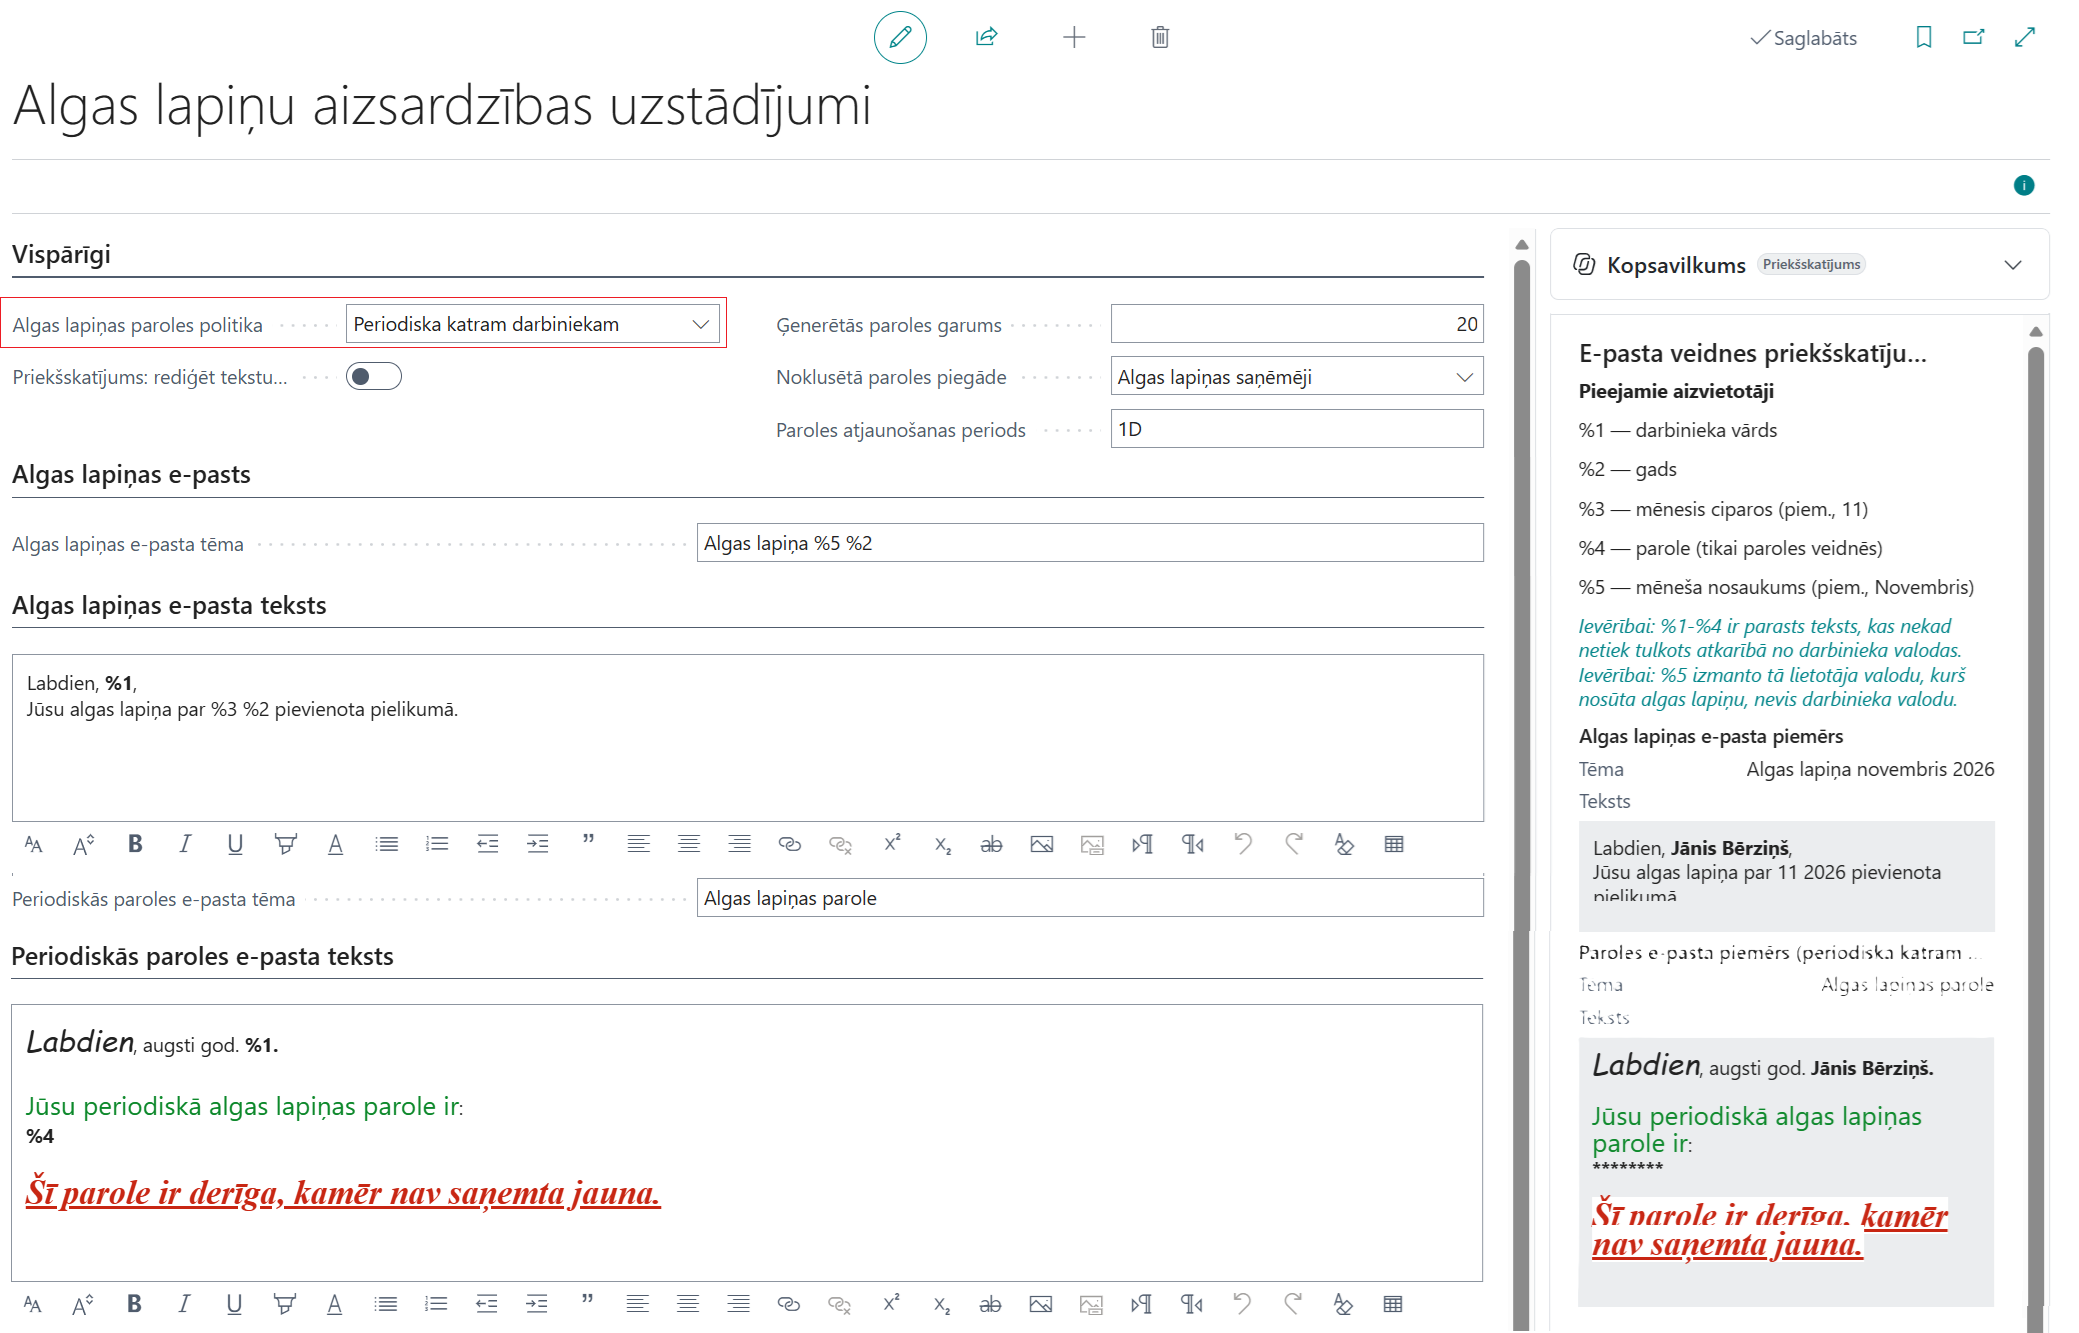 Saglabāts
Algas lapiņu aizsardzības uzstādījumi
Vispārīgi
Algas lapiņas paroles politika
Periodiska katram darbiniekam
Ģenerētās paroles garums
20
Priekšskatījums: rediģēt tekstu...
Noklusētā paroles piegāde
Algas lapiņas saņēmēji
Paroles atjaunošanas periods
1D
Algas lapiņas e-pasts
Algas lapiņas e-pasta tēma
Algas lapiņa %5 %2
Algas lapiņas e-pasta teksts
Labdien, %1,
Jūsu algas lapiņa par %3 %2 pievienota pielikumā.
Periodiskās paroles e-pasta tēma
Algas lapiņas parole
Periodiskās paroles e-pasta teksts
Labdien, augsti god. %1.
Jūsu periodiskā algas lapiņas parole ir:
%4
Šī parole ir derīga, kamēr nav saņemta jauna.
Kopsavilkums Priekšskatījums
E-pasta veidnes priekšskatīju...
Pieejamie aizvietotāji
%1 — darbinieka vārds
%2 — gads
%3 — mēnesis ciparos (piem., 11)
%4 — parole (tikai paroles veidnēs)
%5 — mēneša nosaukums (piem., Novembris)
Ievērībai: %1-%4 ir parasts teksts, kas nekad
netiek tulkots atkarībā no darbinieka valodas.
Ievērībai: %5 izmanto tā lietotāja valodu, kurš
nosūta algas lapiņu, nevis darbinieka valodu.
Algas lapiņas e-pasta piemērs
Tēma
Algas lapiņa novembris 2026
Teksts
Labdien, Jānis Bērziņš,
Jūsu algas lapiņa par 11 2026 pievienota
pielikumā
Paroles e-pasta piemērs (periodiska katram ...
Tēma
Algas lapiņas parole
Teksts
Labdien, augsti god. Jānis Bērziņš.
Jūsu periodiskā algas lapiņas
parole ir:
********
Šī parole ir derīga, kamēr
nav saņemta jauna.